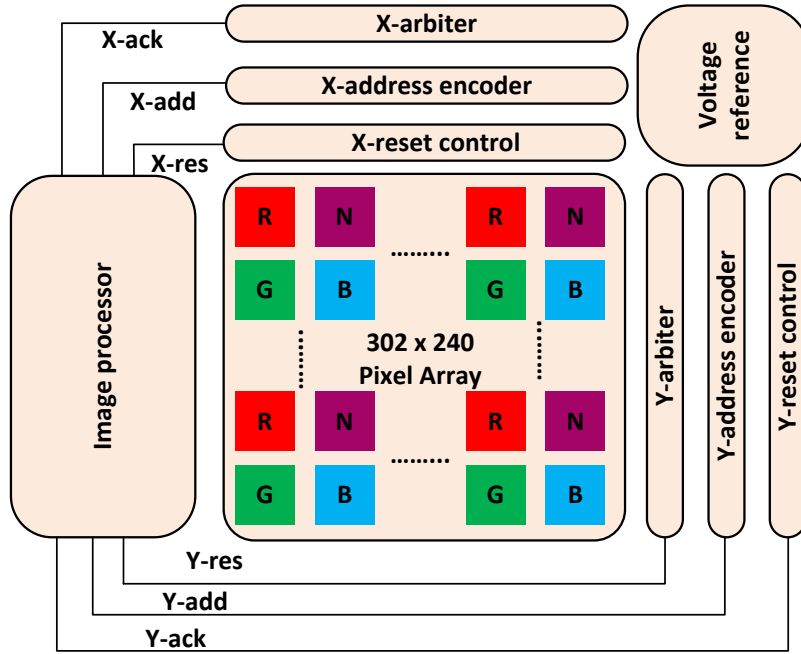 X-arbiter
X-ack
X-address encoder
X-add
X-reset control
X-res
Voltage
reference
Image processor
R N ......... R N
G B G B
302 x 240
Pixel Array
R N ......... R N
G B G B
Y-arbiter
Y-address encoder
Y-reset control
Y-res
Y-add
Y-ack